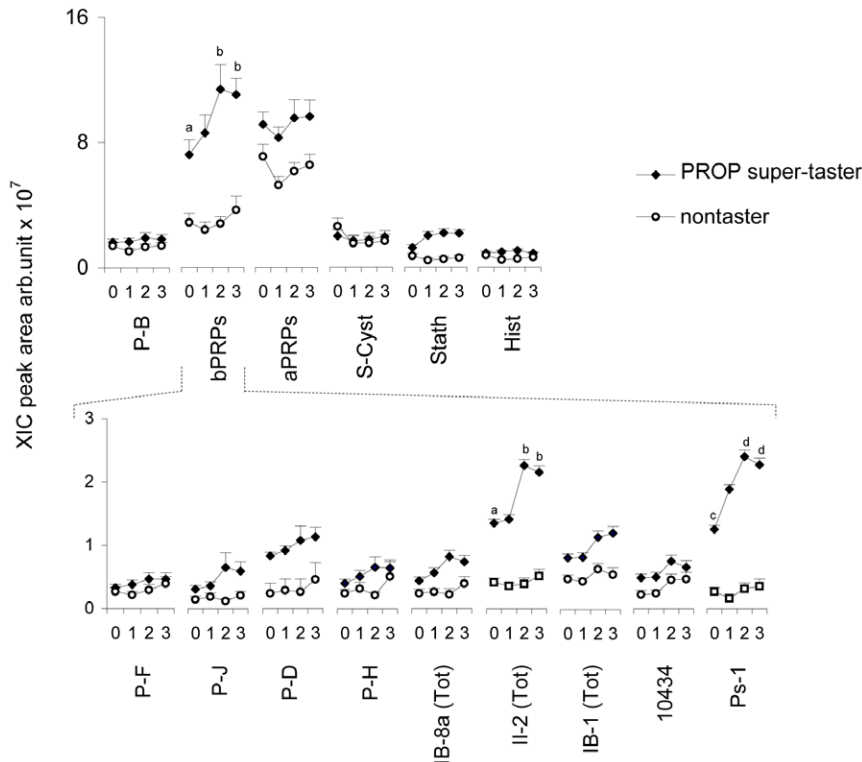 XIC peak area arb.unit x 10⁷
16
8
0
a
b
b
PROP super-taster
nontaster
0 1 2 3 0 1 2 3 0 1 2 3 0 1 2 3 0 1 2 3 0 1 2 3
P-B
bPRPs
aPRPs
S-Cyst
Stath
Hist
3
2
1
0
a
b
b
c
d
d
0 1 2 3 0 1 2 3 0 1 2 3 0 1 2 3 0 1 2 3 0 1 2 3 0 1 2 3 0 1 2 3 0 1 2 3
P-F
P-J
P-D
P-H
IB-8a (Tot)
II-2 (Tot)
IB-1 (Tot)
10434
Ps-1